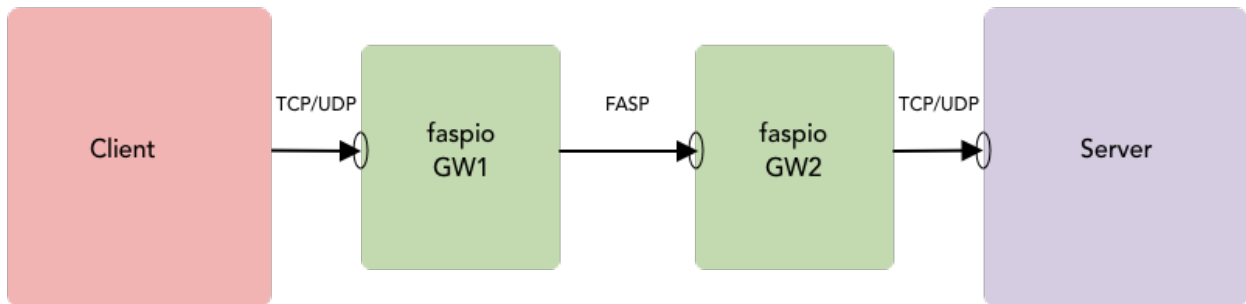 Client
TCP/UDP
faspio
GW1
FASP
faspio
GW2
TCP/UDP
Server